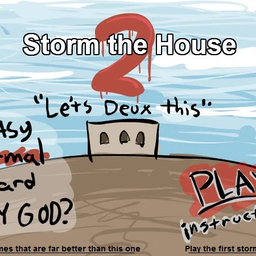 Storm the House
2
"Let's Deux this"
asy
rmal
ard
Y GOD?
PLA
instruct
mes that are far better than this one
Play the first storm